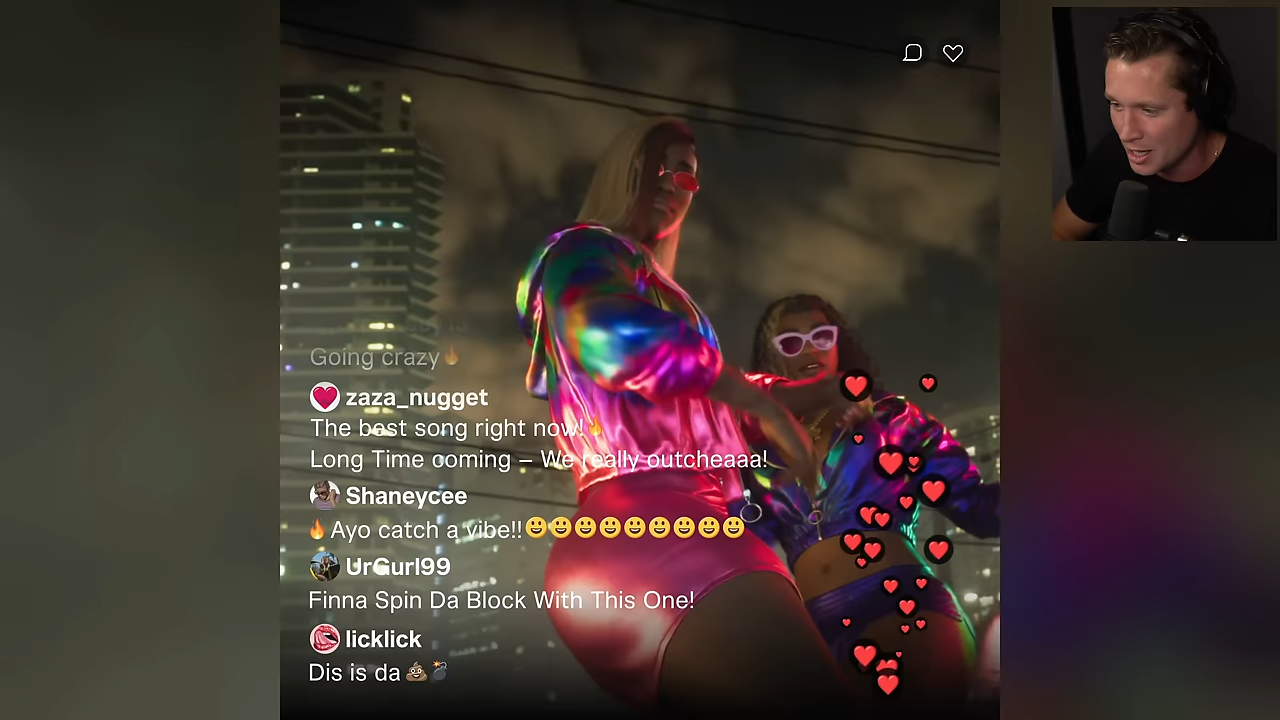 Going crazy🔥
zaza_nugget
The best song right now!🔥
Long Time coming – We really outcheaaa!
Shaneycee
🔥Ayo catch a vibe!!😀😀😀😀😀😀😀😀😀
UrGurl99
Finna Spin Da Block With This One!
licklick
Dis is da💩💣